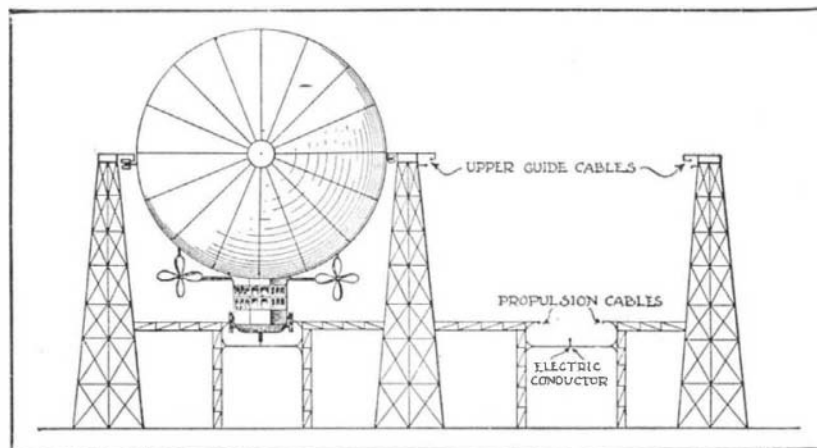 UPPER GUIDE CABLES
PROPULSION CABLES
ELECTRIC
CONDUCTOR